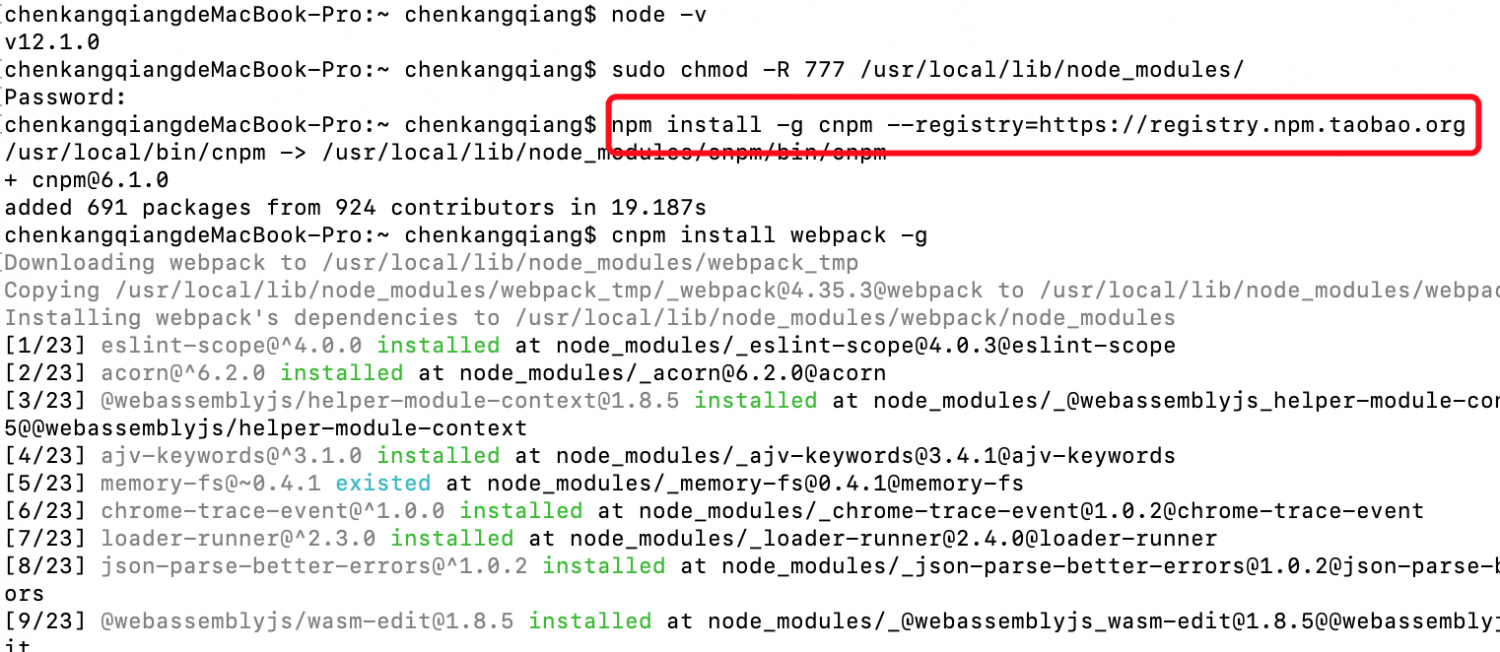 chenkangqiangdeMacBook-Pro:~ chenkangqiang$ node -v
v12.1.0
chenkangqiangdeMacBook-Pro:~ chenkangqiang$ sudo chmod -R 777 /usr/local/lib/node_modules/
Password:
chenkangqiangdeMacBook-Pro:~ chenkangqiang$ npm install -g cnpm --registry=https://registry.npm.taobao.org
/usr/local/bin/cnpm -> /usr/local/lib/node_modules/cnpm/bin/cnpm
+ cnpm@6.1.0
added 691 packages from 924 contributors in 19.187s
chenkangqiangdeMacBook-Pro:~ chenkangqiang$ cnpm install webpack -g
Downloading webpack to /usr/local/lib/node_modules/webpack_tmp
Copying /usr/local/lib/node_modules/webpack_tmp/_webpack@4.35.3@webpack to /usr/local/lib/node_modules/webpac
Installing webpack's dependencies to /usr/local/lib/node_modules/webpack/node_modules
[1/23] eslint-scope@^4.0.0 installed at node_modules/_eslint-scope@4.0.3@eslint-scope
[2/23] acorn@^6.2.0 installed at node_modules/_acorn@6.2.0@acorn
[3/23] @webassemblyjs/helper-module-context@1.8.5 installed at node_modules/_@webassemblyjs_helper-module-con
5@@webassemblyjs/helper-module-context
[4/23] ajv-keywords@^3.1.0 installed at node_modules/_ajv-keywords@3.4.1@ajv-keywords
[5/23] memory-fs@~0.4.1 existed at node_modules/_memory-fs@0.4.1@memory-fs
[6/23] chrome-trace-event@^1.0.0 installed at node_modules/_chrome-trace-event@1.0.2@chrome-trace-event
[7/23] loader-runner@^2.3.0 installed at node_modules/_loader-runner@2.4.0@loader-runner
[8/23] json-parse-better-errors@^1.0.2 installed at node_modules/_json-parse-better-errors@1.0.2@json-parse-b
ors
[9/23] @webassemblyjs/wasm-edit@1.8.5 installed at node_modules/_@webassemblyjs_wasm-edit@1.8.5@@webassemblyj
it